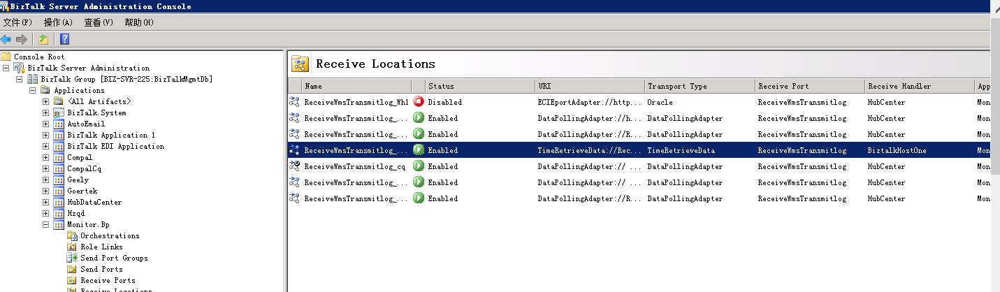 BizTalk Server Administration Console
文件(F) 操作(A) 查看(V) 帮助(H)
Console Root
BizTalk Server Administration
BizTalk Group [BIZ-SVR-225:BizTalkMgmtDb]
Applications
<All Artifacts>
BizTalk.System
AutoEmail
BizTalk Application 1
BizTalk EDI Application
Compal
CompalCq
Geely
Goertek
HubDataCenter
Hzqd
Monitor.Bp
Orchestrations
Role Links
Send Port Groups
Send Ports
Receive Ports
Receive Locations
Receive Locations
Name Status URI Transport Type Receive Port Receive Handler App
ReceiveWmsTransmitlog_Wh1 Disabled ECIEportAdapter://http... Oracle ReceiveWmsTransmitlog HubCenter Mon
ReceiveWmsTransmitlog_... Enabled DataPollingAdapter://h... DataPollingAdapter ReceiveWmsTransmitlog HubCenter Mon
ReceiveWmsTransmitlog_... Enabled DataPollingAdapter://R... DataPollingAdapter ReceiveWmsTransmitlog HubCenter Mon
ReceiveWmsTransmitlog_... Enabled TimeRetrieveData://Rec... TimeRetrieveData ReceiveWmsTransmitlog BiztalkHostOne Mon
ReceiveWmsTransmitlog_cq Enabled DataPollingAdapter:// ... DataPollingAdapter ReceiveWmsTransmitlog HubCenter Mon
ReceiveWmsTransmitlog_... Enabled DataPollingAdapter:// ... DataPollingAdapter ReceiveWmsTransmitlog HubCenter Mon
ReceiveWmsTransmitlog_... Enabled DataPollingAdapter://R... DataPollingAdapter ReceiveWmsTransmitlog HubCenter Mon